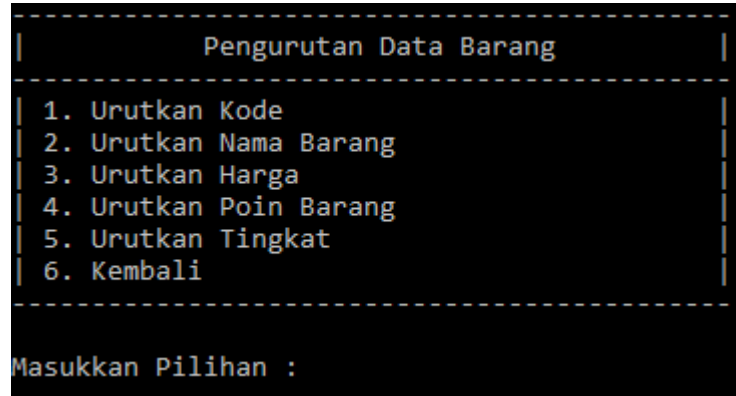 ---------------------------------------------
|           Pengurutan Data Barang          |
---------------------------------------------
| 1. Urutkan Kode                           |
| 2. Urutkan Nama Barang                    |
| 3. Urutkan Harga                          |
| 4. Urutkan Poin Barang                    |
| 5. Urutkan Tingkat                        |
| 6. Kembali                                |
---------------------------------------------
Masukkan Pilihan :